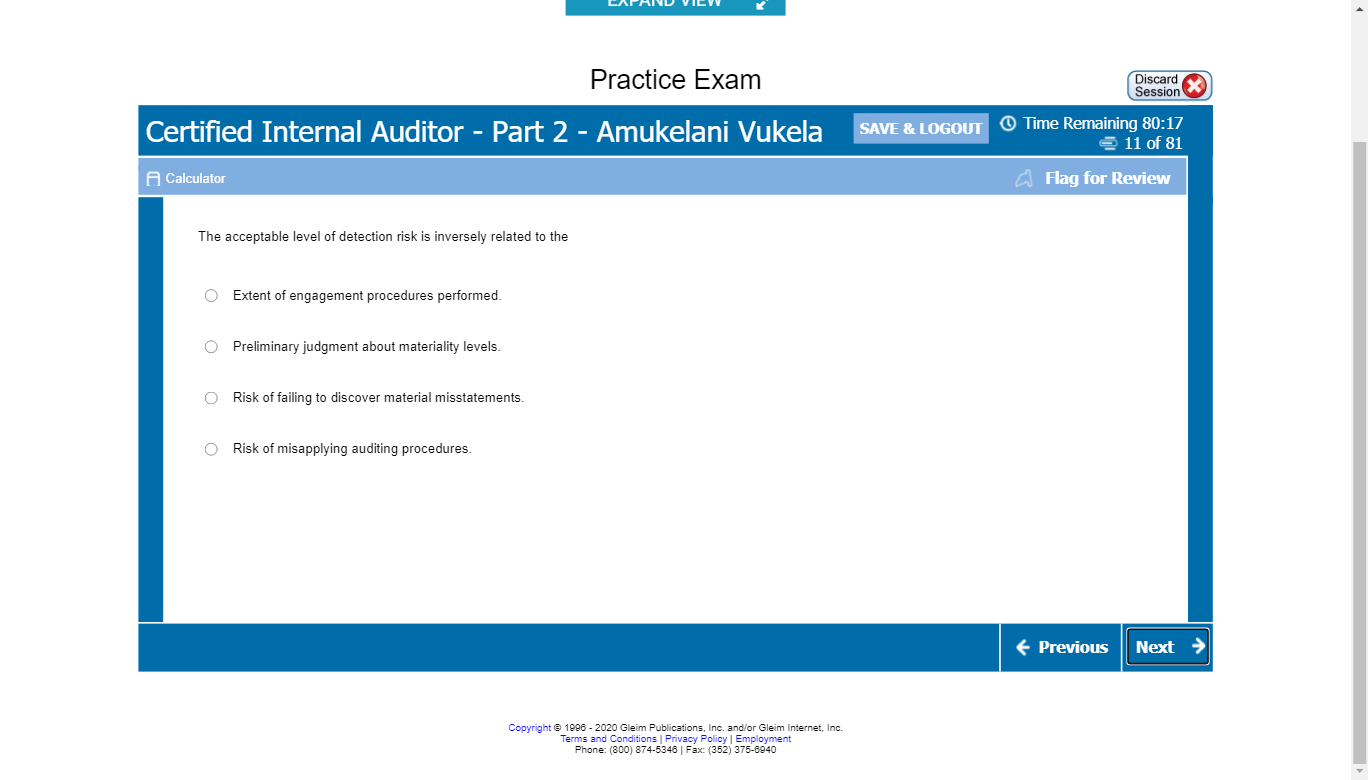 EXPAND VIEW
Practice Exam
Discard
Session
Certified Internal Auditor - Part 2 - Amukelani Vukela
SAVE & LOGOUT
Time Remaining 80:17
11 of 81
Calculator
Flag for Review
The acceptable level of detection risk is inversely related to the
Extent of engagement procedures performed.
Preliminary judgment about materiality levels.
Risk of failing to discover material misstatements.
Risk of misapplying auditing procedures.
Previous
Next
Copyright © 1996 - 2020 Gleim Publications, Inc. and/or Gleim Internet, Inc.
Terms and Conditions | Privacy Policy | Employment
Phone: (800) 874-5346 | Fax: (352) 375-6940